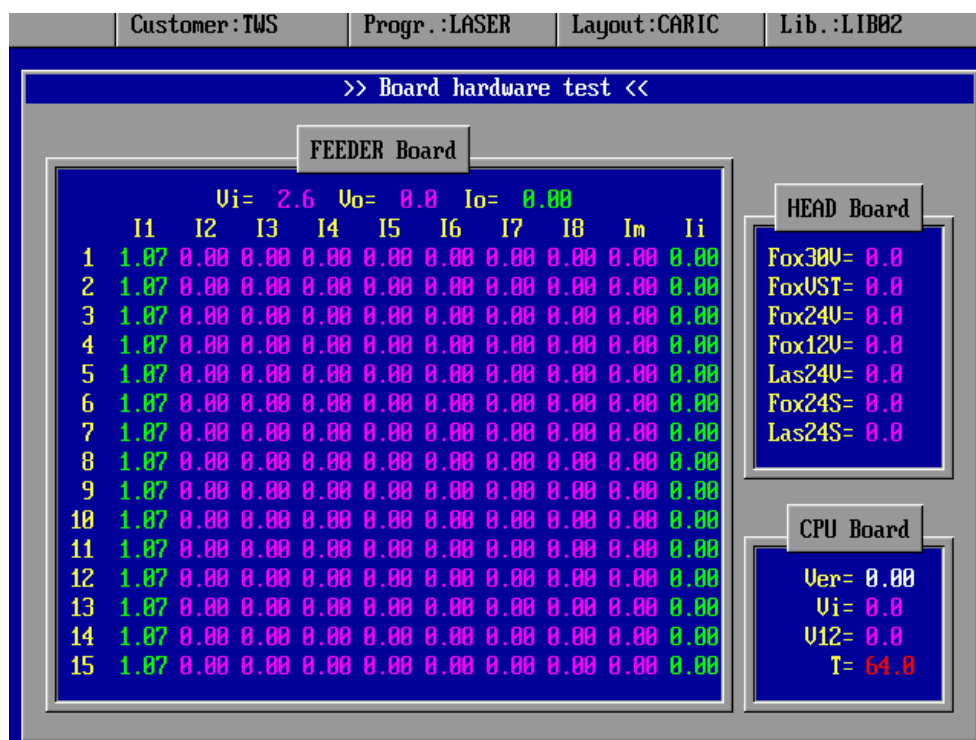 Customer:TWS Progr.:LASER Layout:CARIC Lib.:LIB02
>> Board hardware test <<
FEEDER Board
Vi= 2.6 Vo= 0.0 Io= 0.00
I1 I2 I3 I4 I5 I6 I7 I8 Im Ii
1 1.07 0.00 0.00 0.00 0.00 0.00 0.00 0.00 0.00 0.00
2 1.07 0.00 0.00 0.00 0.00 0.00 0.00 0.00 0.00 0.00
3 1.07 0.00 0.00 0.00 0.00 0.00 0.00 0.00 0.00 0.00
4 1.07 0.00 0.00 0.00 0.00 0.00 0.00 0.00 0.00 0.00
5 1.07 0.00 0.00 0.00 0.00 0.00 0.00 0.00 0.00 0.00
6 1.07 0.00 0.00 0.00 0.00 0.00 0.00 0.00 0.00 0.00
7 1.07 0.00 0.00 0.00 0.00 0.00 0.00 0.00 0.00 0.00
8 1.07 0.00 0.00 0.00 0.00 0.00 0.00 0.00 0.00 0.00
9 1.07 0.00 0.00 0.00 0.00 0.00 0.00 0.00 0.00 0.00
10 1.07 0.00 0.00 0.00 0.00 0.00 0.00 0.00 0.00 0.00
11 1.07 0.00 0.00 0.00 0.00 0.00 0.00 0.00 0.00 0.00
12 1.07 0.00 0.00 0.00 0.00 0.00 0.00 0.00 0.00 0.00
13 1.07 0.00 0.00 0.00 0.00 0.00 0.00 0.00 0.00 0.00
14 1.07 0.00 0.00 0.00 0.00 0.00 0.00 0.00 0.00 0.00
15 1.07 0.00 0.00 0.00 0.00 0.00 0.00 0.00 0.00 0.00
HEAD Board
Fox30V= 0.0
FoxVST= 0.0
Fox24V= 0.0
Fox12V= 0.0
Las24V= 0.0
Fox24S= 0.0
Las24S= 0.0
CPU Board
Ver= 0.00
Vi= 0.0
V12= 0.0
T= 64.0